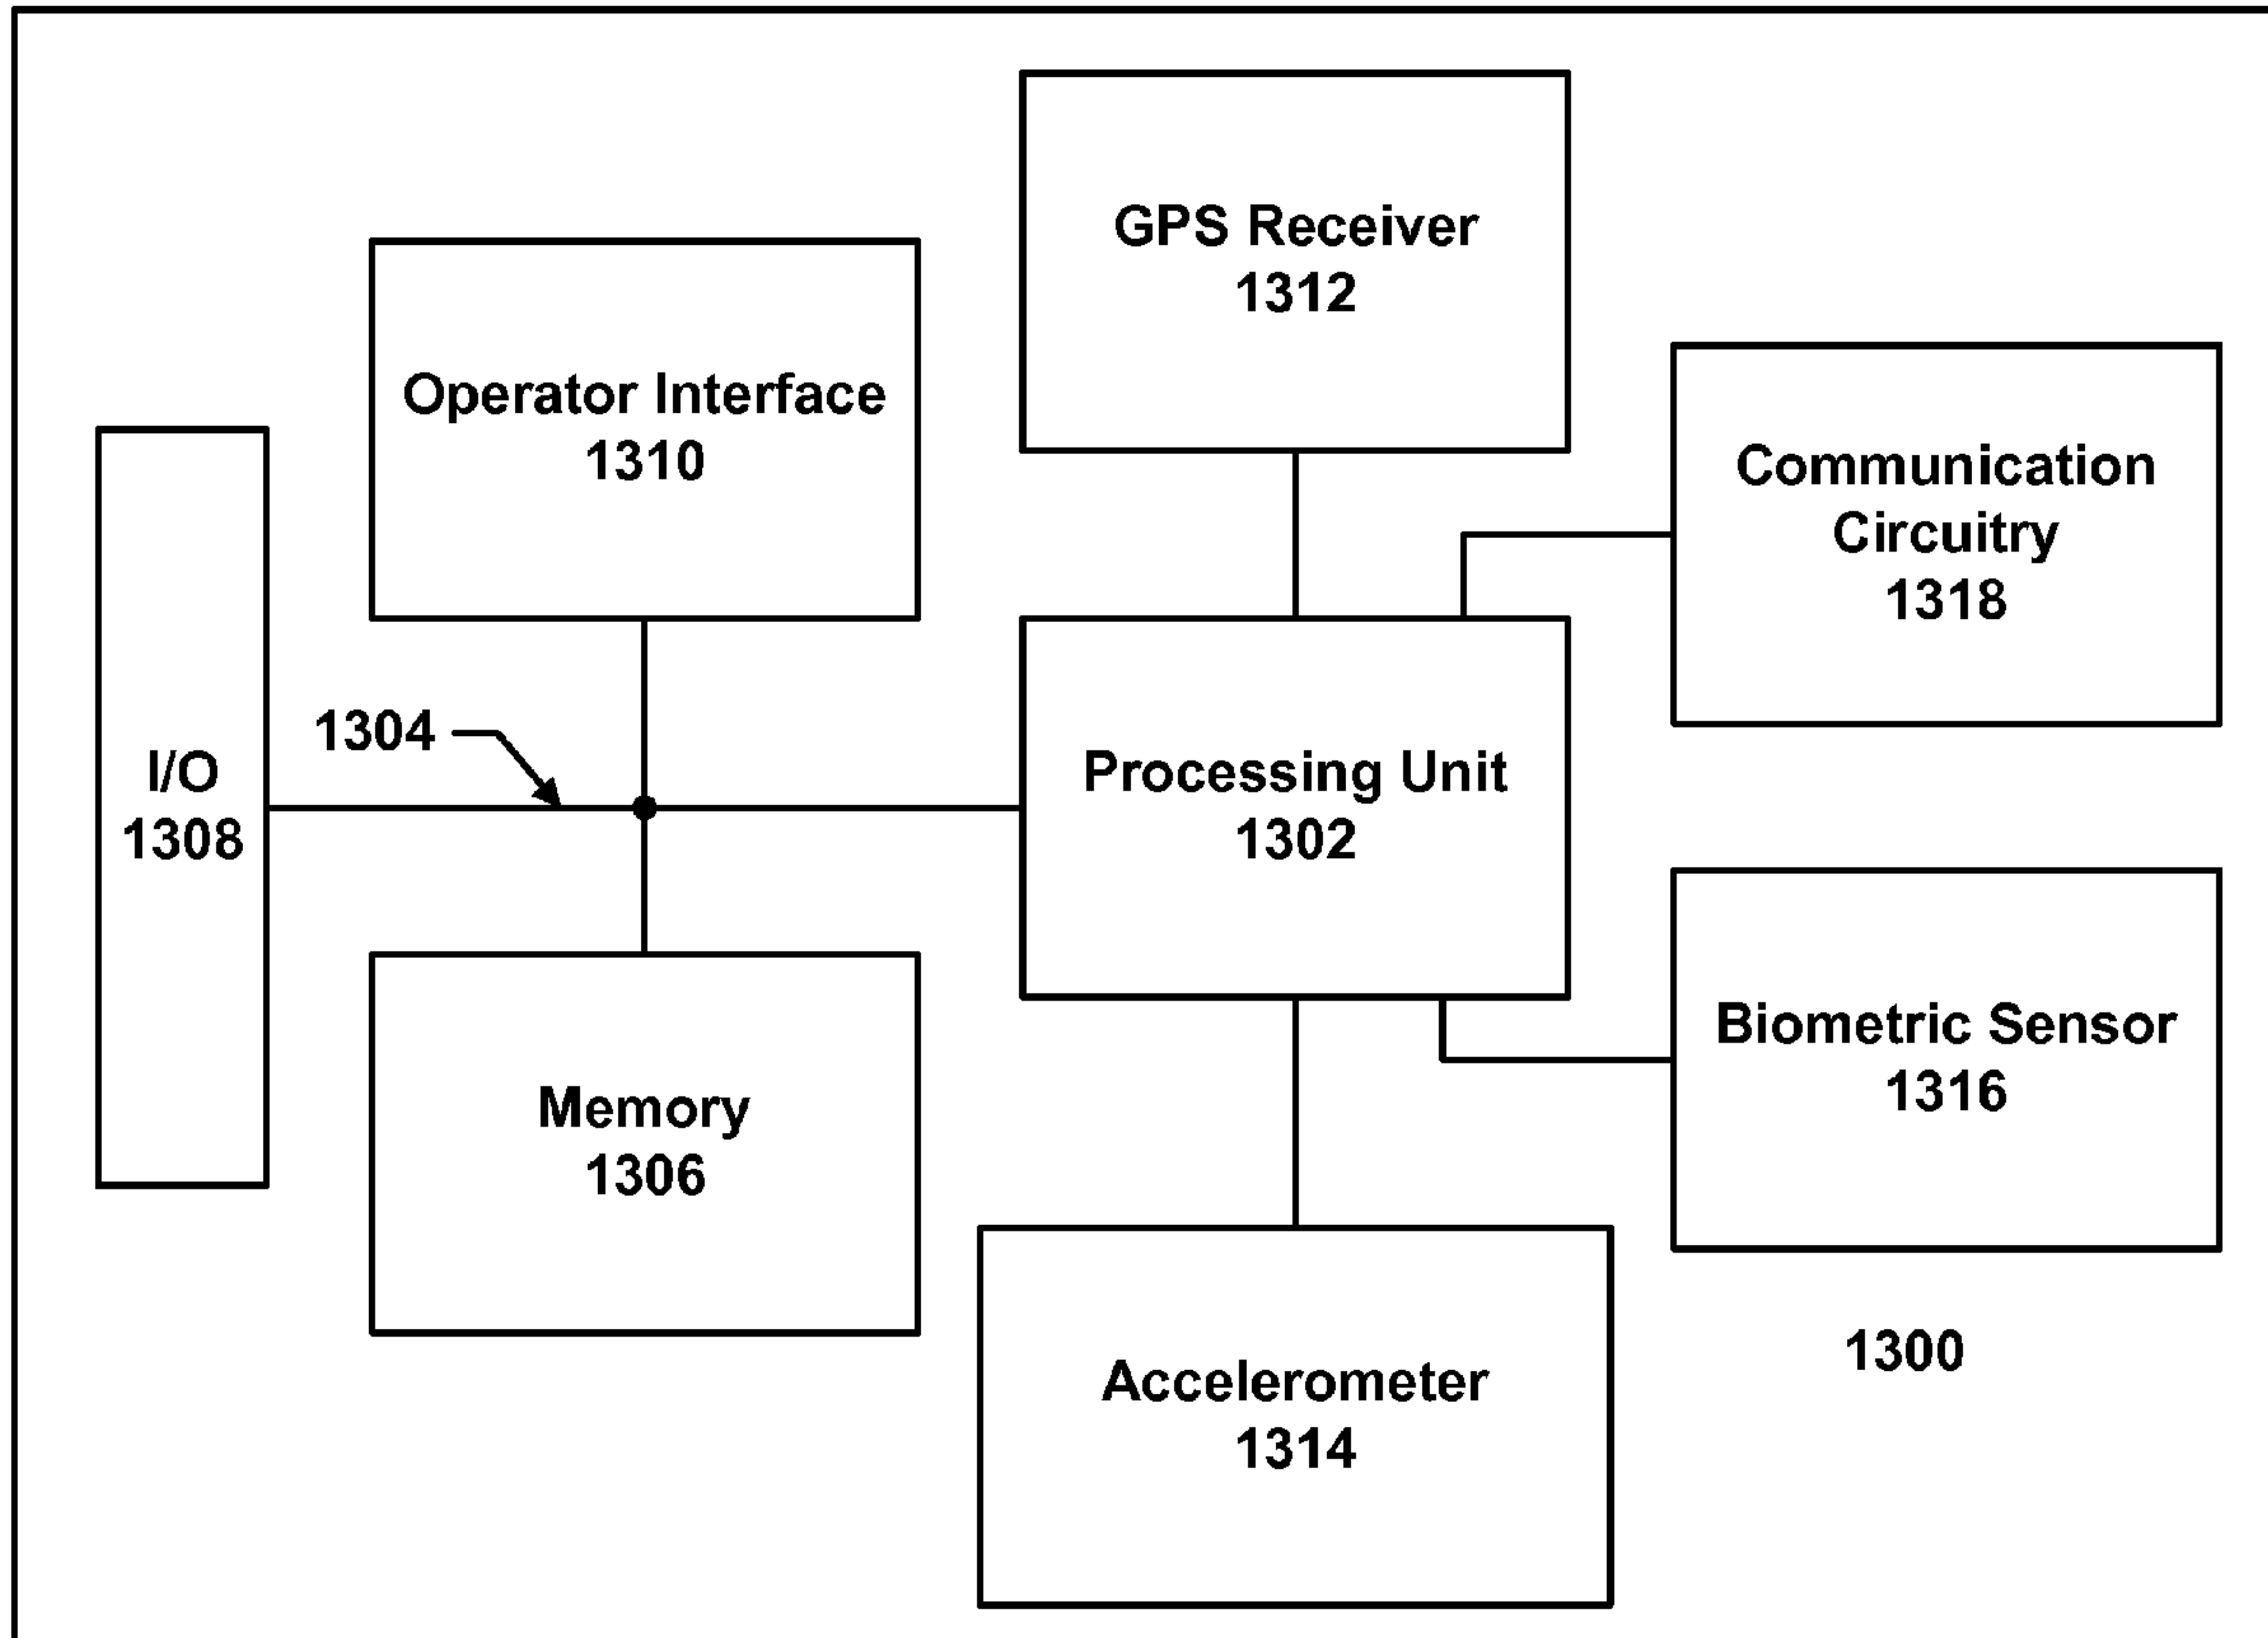 GPS Receiver
1312
Operator Interface
1310
Communication
Circuitry
1318
1304
I/O
1308
Processing Unit
1302
Biometric Sensor
1316
Memory
1306
1300
Accelerometer
1314